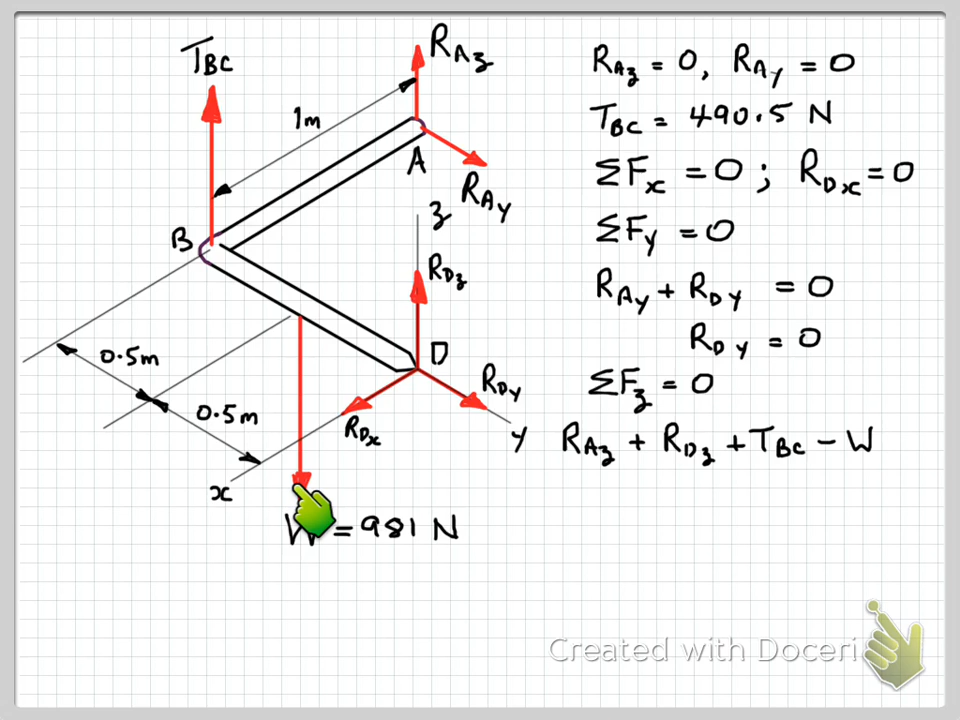 T_BC
R_Az
1m
A
R_Ay
z
B
R_Dz
D
0.5m
R_Dy
0.5m
R_Dx
y
x
W = 981 N
R_Az = 0, R_Ay = 0
T_BC = 490.5 N
ΣF_x = 0 ; R_Dx = 0
ΣF_y = 0
R_Ay + R_Dy = 0
R_Dy = 0
ΣF_z = 0
R_Az + R_Dz + T_BC - W
Created with Doceri